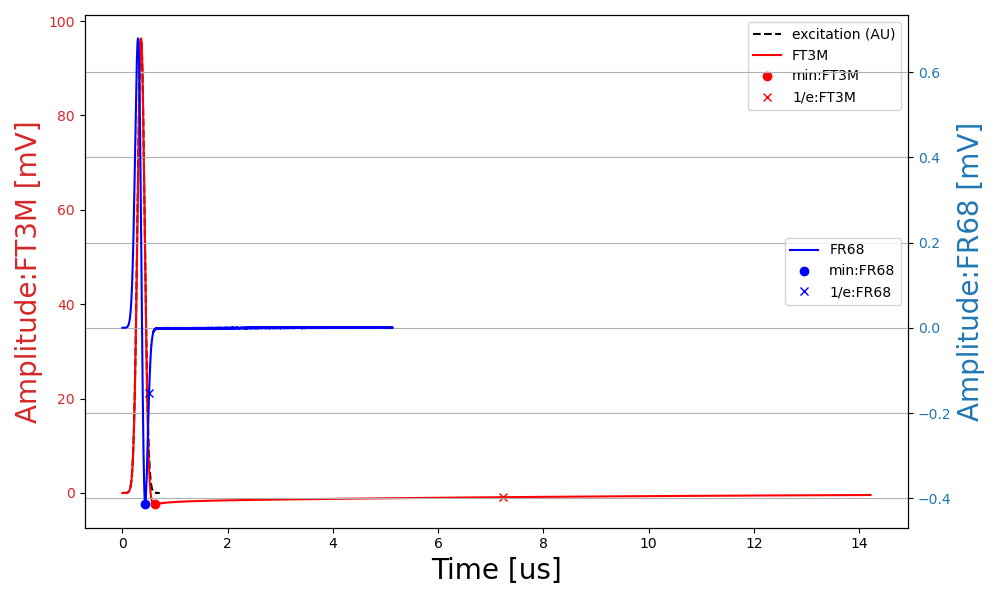 Amplitude:FT3M [mV]
100
80
60
40
20
0
excitation (AU)
FT3M
min:FT3M
1/e:FT3M
FR68
min:FR68
1/e:FR68
0.6
0.4
0.2
0.0
−0.2
−0.4
Amplitude:FR68 [mV]
0 2 4 6 8 10 12 14
Time [us]